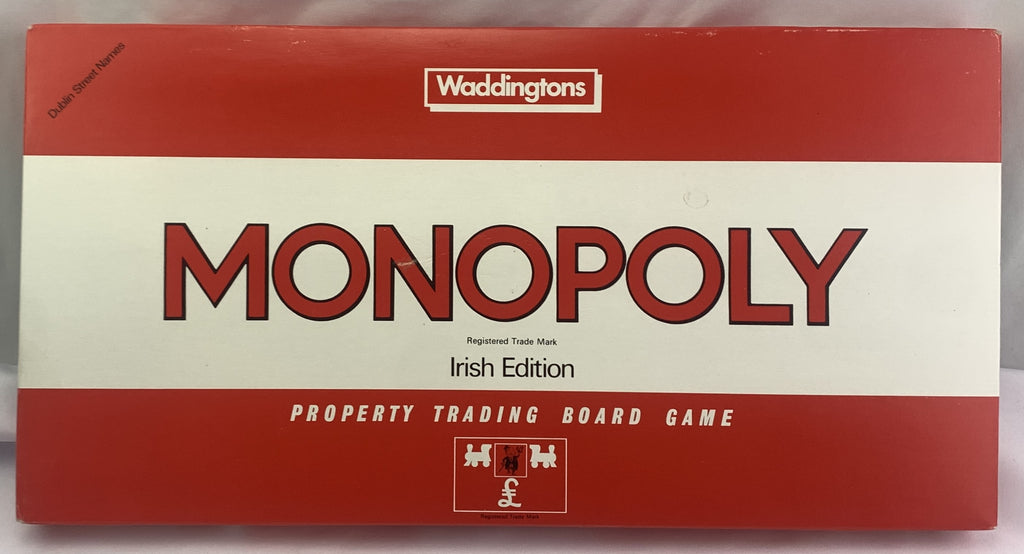 Dublin Street Names
Waddingtons
MONOPOLY
Registered Trade Mark
Irish Edition
PROPERTY TRADING BOARD GAME
£
Registered Trade Mark